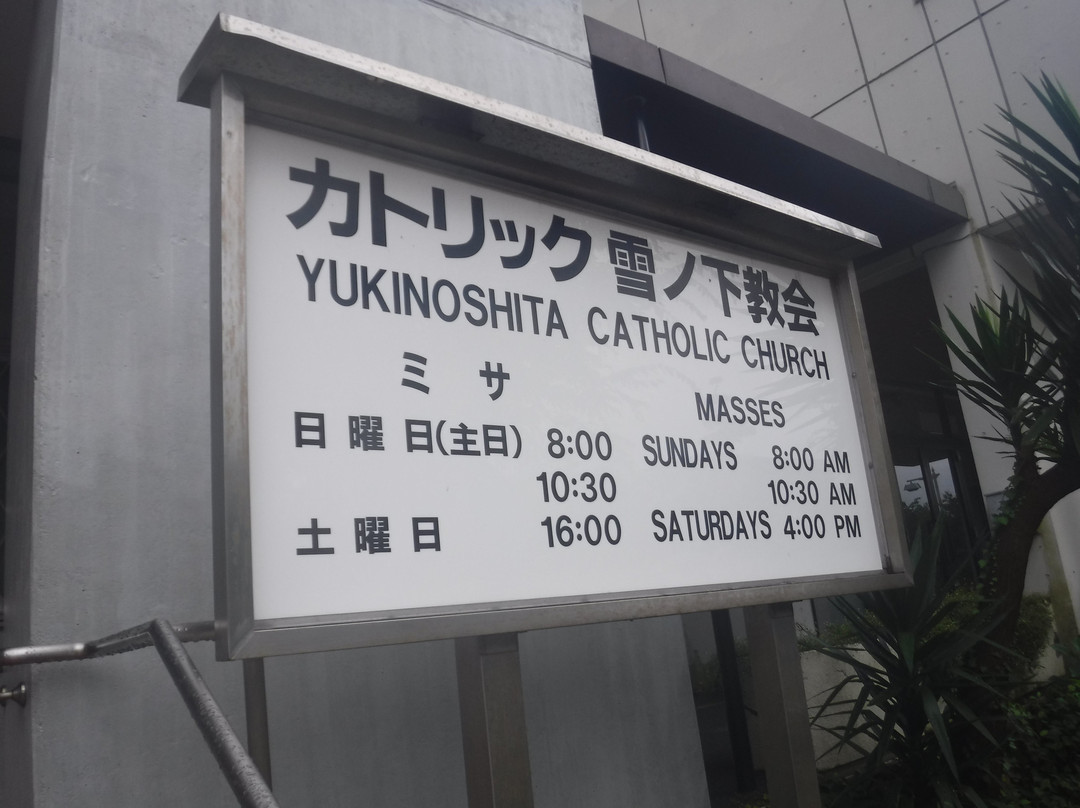 カトリック雪ノ下教会
YUKINOSHITA CATHOLIC CHURCH
ミ サ MASSES
日曜日(主日) 8:00 SUNDAYS 8:00 AM
10:30 10:30 AM
土曜日 16:00 SATURDAYS 4:00 PM